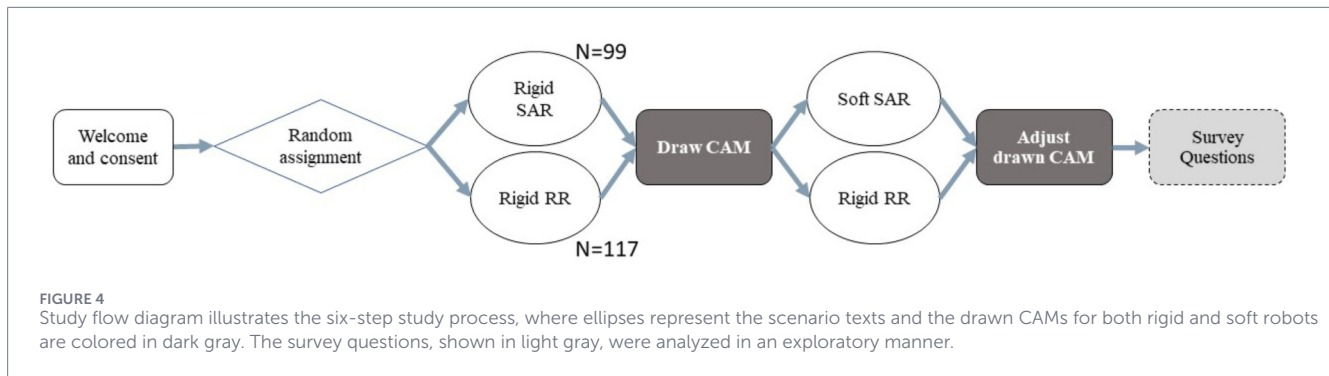 Welcome
and consent
Random
assignment
N=99
Rigid
SAR
Rigid RR
N=117
Draw CAM
Soft SAR
Rigid RR
Adjust
drawn CAM
Survey
Questions
FIGURE 4
Study flow diagram illustrates the six-step study process, where ellipses represent the scenario texts and the drawn CAMs for both rigid and soft robots
are colored in dark gray. The survey questions, shown in light gray, were analyzed in an exploratory manner.